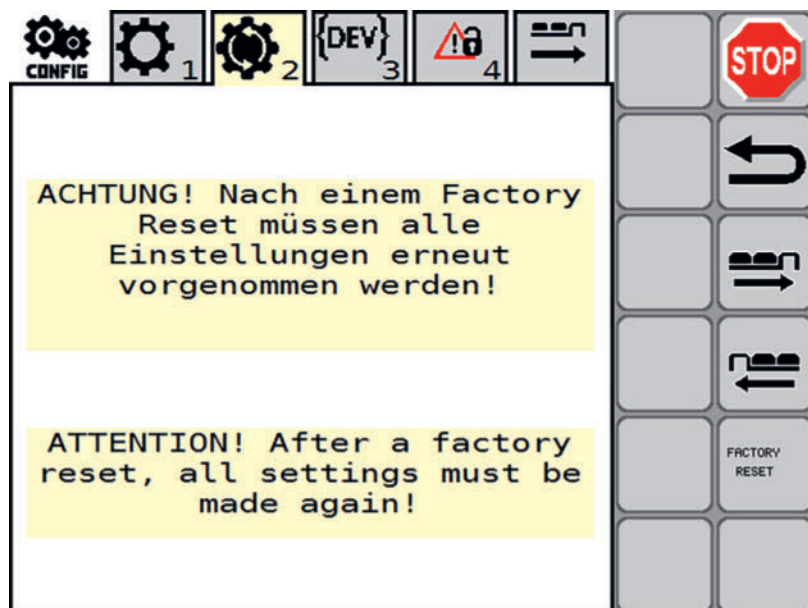 CONFIG
1
2
{DEV}
3
4
STOP
ACHTUNG! Nach einem Factory
Reset müssen alle
Einstellungen erneut
vorgenommen werden!
ATTENTION! After a factory
reset, all settings must be
made again!
FACTORY
RESET